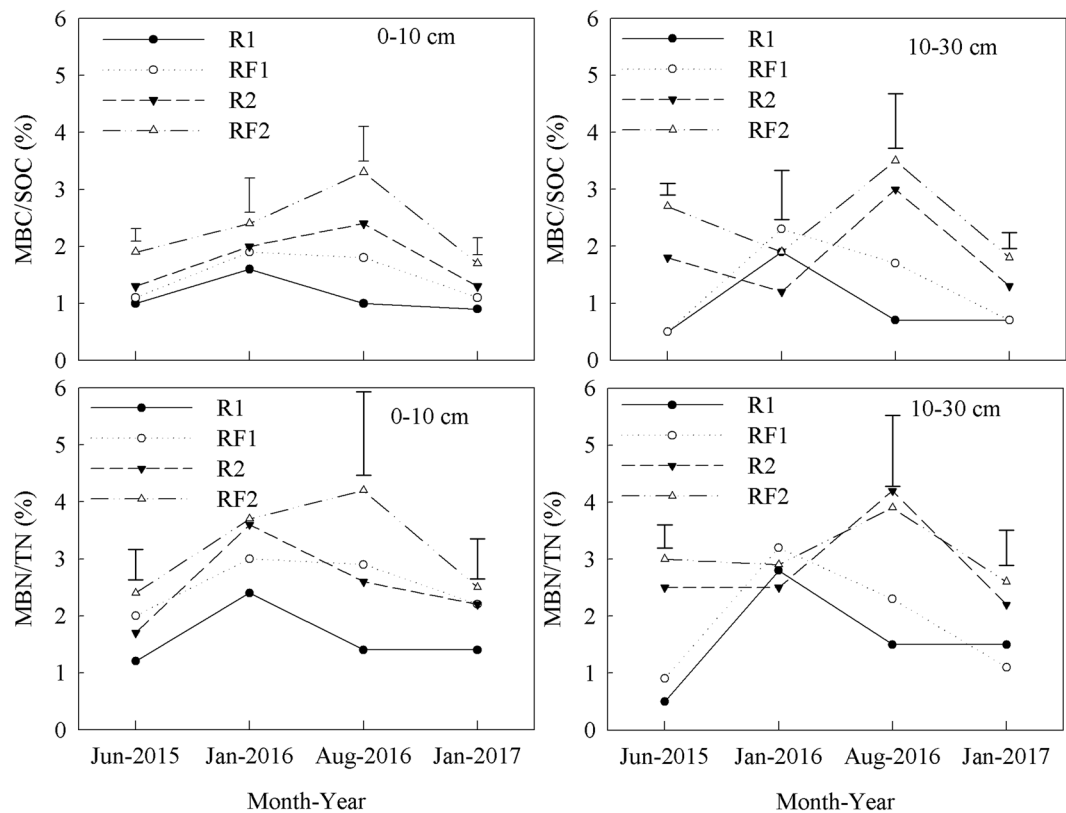 6
5
4
3
2
1
0
MBC/SOC (%)
R1
RF1
R2
RF2
0-10 cm
6
5
4
3
2
1
0
MBC/SOC (%)
R1
RF1
R2
RF2
10-30 cm
6
5
4
3
2
1
0
MBN/TN (%)
R1
RF1
R2
RF2
0-10 cm
Jun-2015 Jan-2016 Aug-2016 Jan-2017
Month-Year
6
5
4
3
2
1
0
MBN/TN (%)
R1
RF1
R2
RF2
10-30 cm
Jun-2015 Jan-2016 Aug-2016 Jan-2017
Month-Year